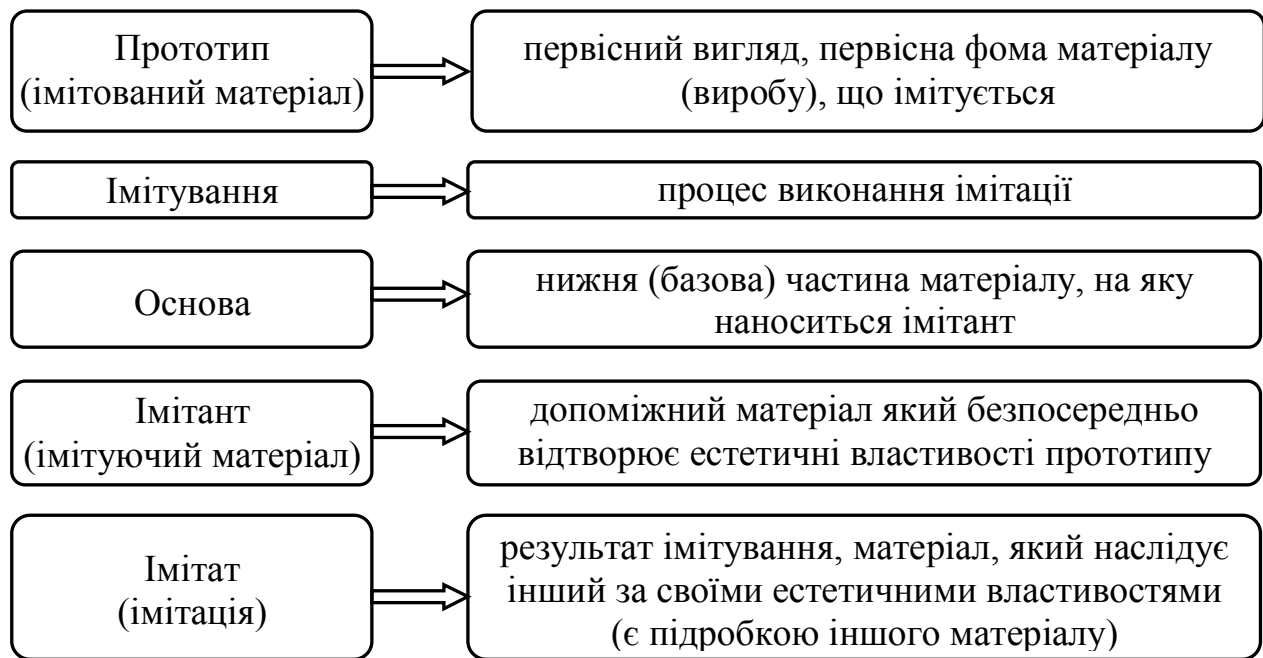 Прототип
(імітований матеріал)
первісний вигляд, первісна фома матеріалу
(виробу), що імітується
Імітування
процес виконання імітації
Основа
нижня (базова) частина матеріалу, на яку
наноситься імітант
Імітант
(імітуючий матеріал)
допоміжний матеріал який безпосередньо
відтворює естетичні властивості прототипу
Імітат
(імітація)
результат імітування, матеріал, який наслідує
інший за своїми естетичними властивостями
(є підробкою іншого матеріалу)